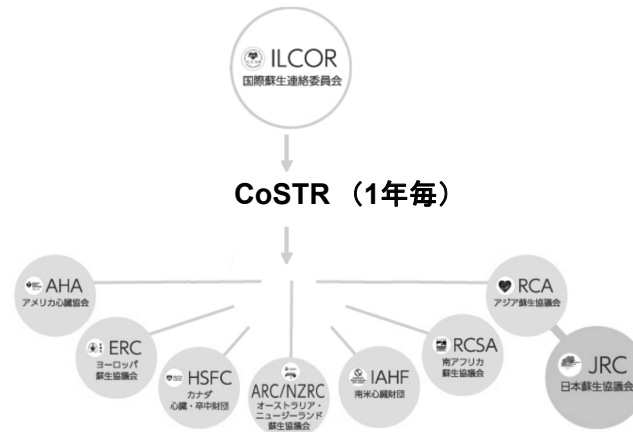 ILCOR
国際蘇生連絡委員会
CoSTR （1年毎）
AHA
アメリカ心臓協会
ERC
ヨーロッパ
蘇生協議会
HSFC
カナダ
心臓・卒中財団
ARC/NZRC
オーストラリア・
ニュージーランド
蘇生協議会
IAHF
南米心臓財団
RCSA
南アフリカ
蘇生協議会
RCA
アジア蘇生協議会
JRC
日本蘇生協議会